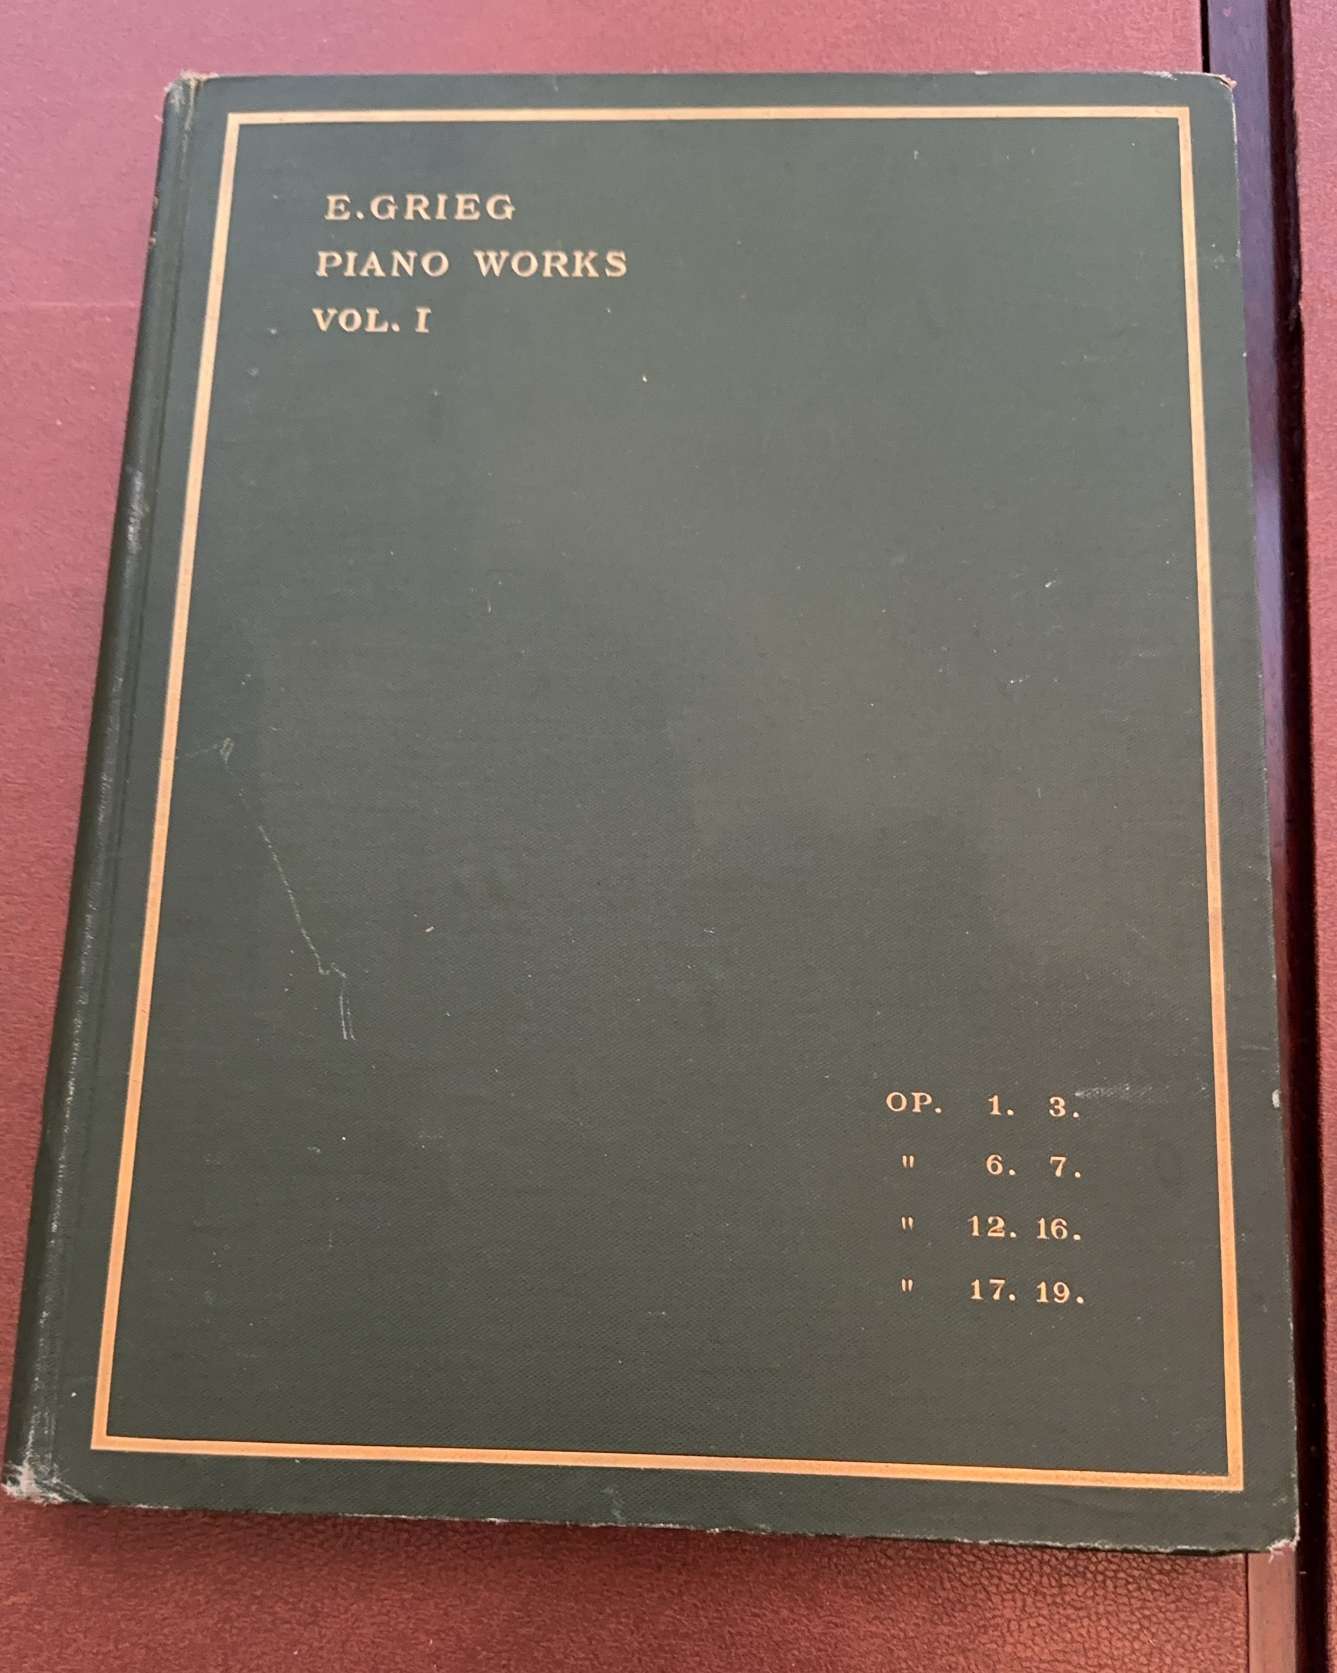 E. GRIEG
PIANO WORKS
VOL. I
OP. 1. 3.
" 6. 7.
" 12. 16.
" 17. 19.